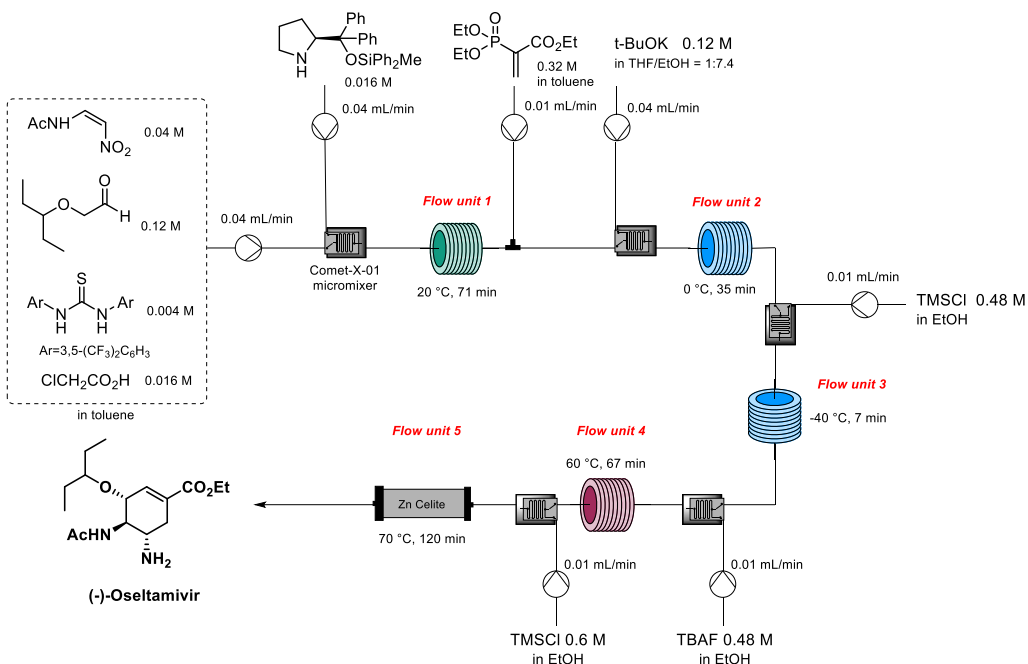 Ph
Ph
N
H
OSiPh2Me
0.016 M
0.04 mL/min
O
EtO
EtO
P
CO2Et
0.32 M
in toluene
0.01 mL/min
t-BuOK 0.12 M
in THF/EtOH = 1:7.4
0.04 mL/min
AcNH
NO2
0.04 M
O
O
H
0.12 M
S
Ar
N
H
N
H
Ar
0.004 M
Ar=3,5-(CF3)2C6H3
ClCH2CO2H 0.016 M
in toluene
0.04 mL/min
Comet-X-01
micromixer
Flow unit 1
20 °C, 71 min
Flow unit 2
0 °C, 35 min
0.01 mL/min
TMSCl 0.48 M
in EtOH
Flow unit 3
-40 °C, 7 min
Flow unit 4
60 °C, 67 min
Flow unit 5
Zn Celite
70 °C, 120 min
0.01 mL/min
TMSCl 0.6 M
in EtOH
0.01 mL/min
TBAF 0.48 M
in EtOH
O
CO2Et
AcHN
NH2
(-)-Oseltamivir